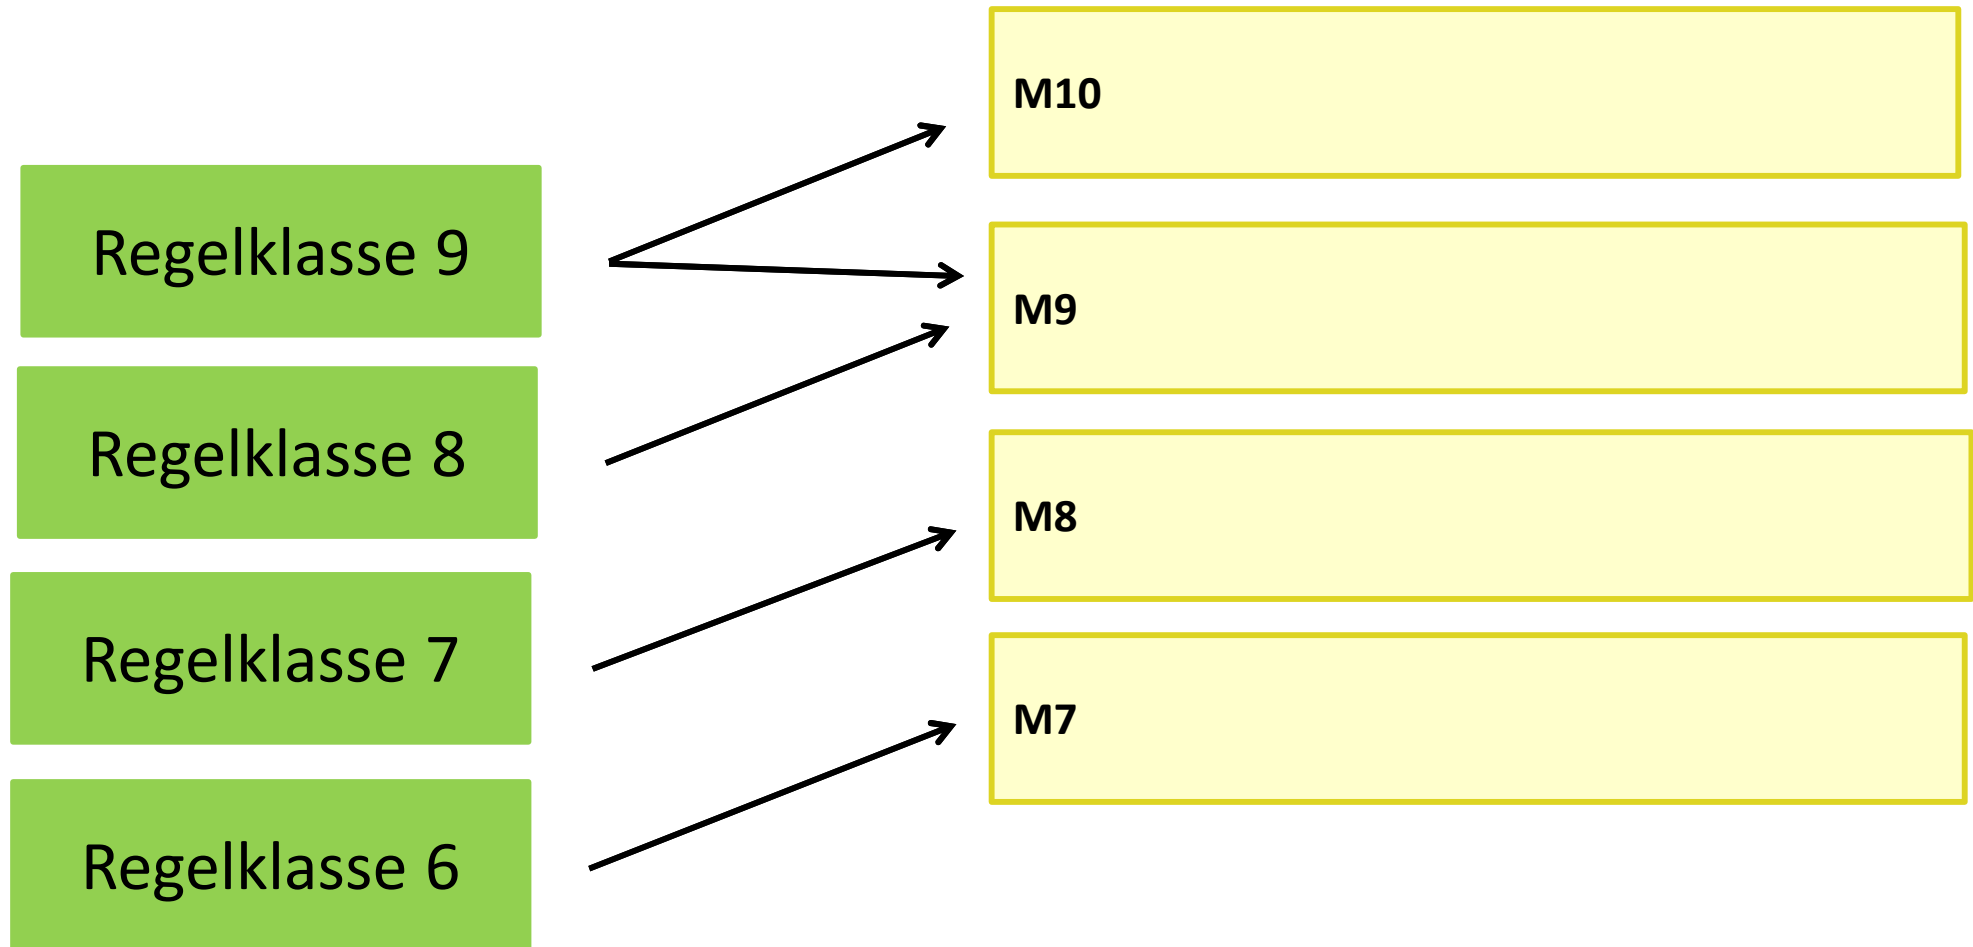 M10
Regelklasse 9
M9
Regelklasse 8
M8
Regelklasse 7
M7
Regelklasse 6